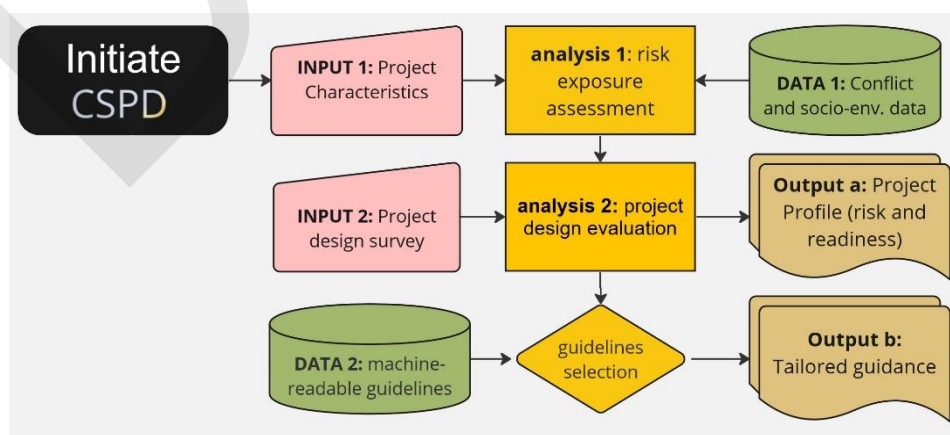 Initiate
CSPD
INPUT 1: Project
Characteristics
analysis 1: risk
exposure
assessment
DATA 1: Conflict
and socio-env. data
INPUT 2: Project
design survey
analysis 2: project
design evaluation
Output a: Project
Profile (risk and
readiness)
DATA 2: machine-
readable guidelines
guidelines
selection
Output b:
Tailored guidance